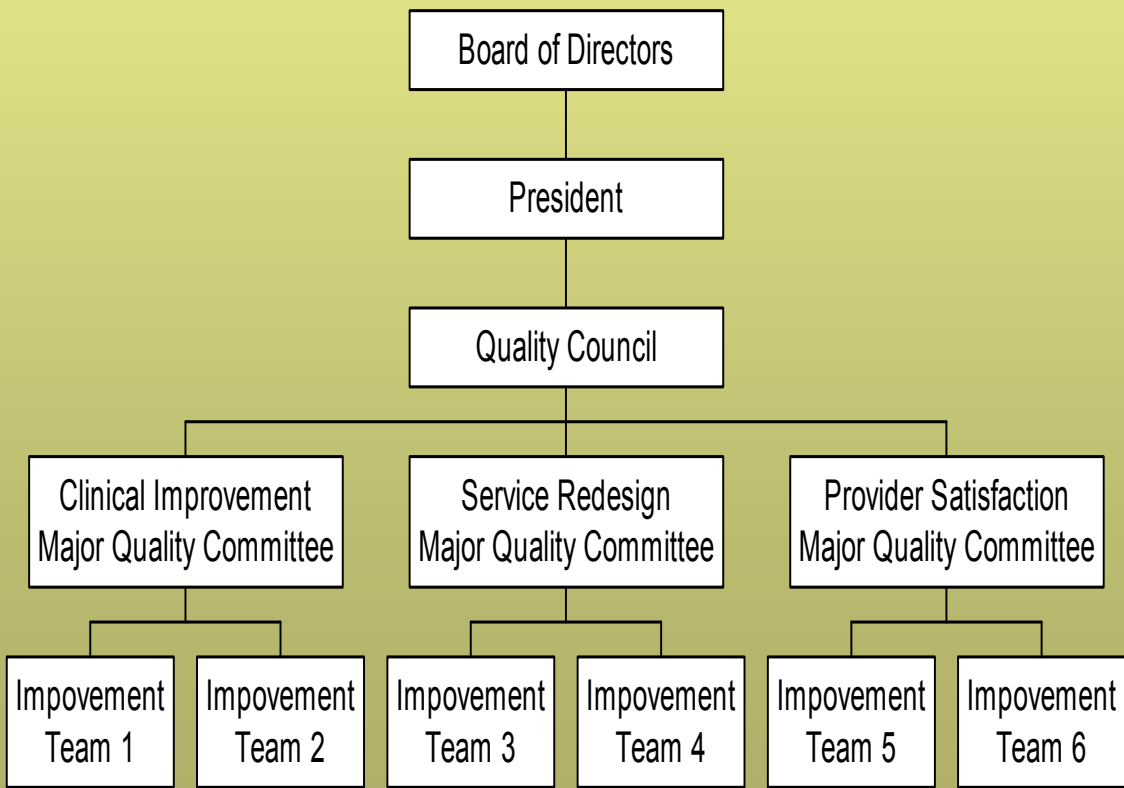 Board of Directors
President
Quality Council
Clinical Improvement
Major Quality Committee
Service Redesign
Major Quality Committee
Provider Satisfaction
Major Quality Committee
Impovement
Team 1
Impovement
Team 2
Impovement
Team 3
Impovement
Team 4
Impovement
Team 5
Impovement
Team 6